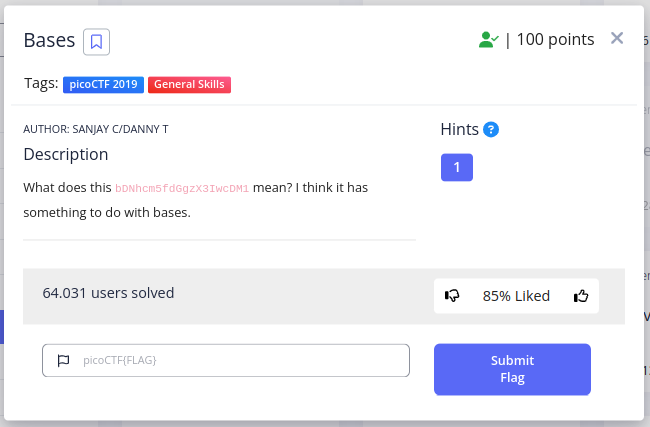 Bases
| 100 points
Tags: picoCTF 2019 General Skills
AUTHOR: SANJAY C/DANNY T
Hints ?
Description
1
What does this bDNhcm5fdGgzX3IwcDM1 mean? I think it has
something to do with bases.
64.031 users solved
85% Liked
picoCTF{FLAG}
Submit
Flag